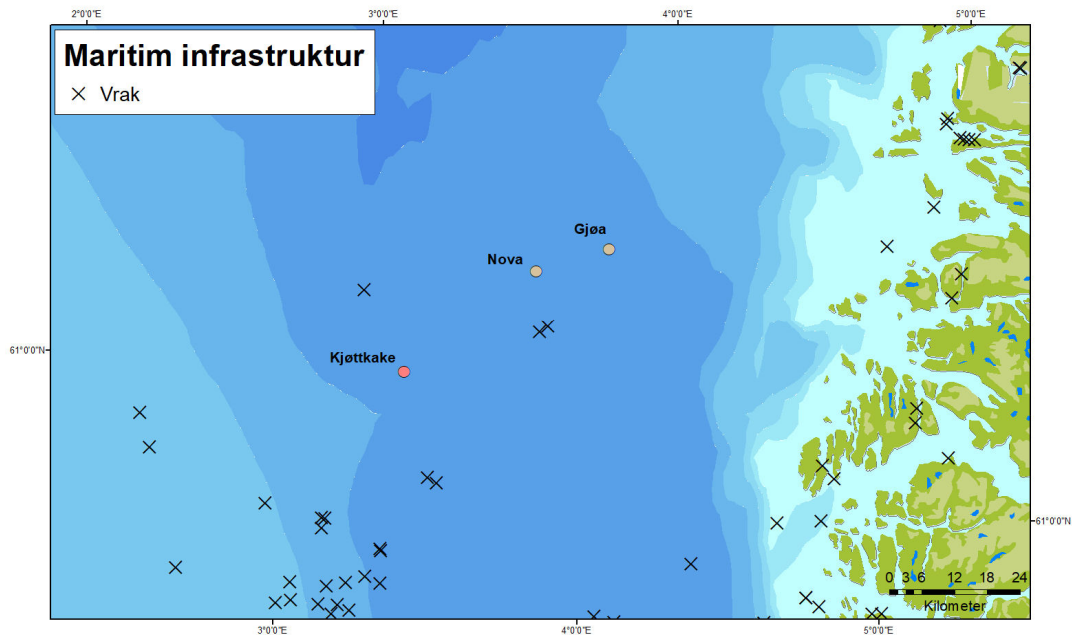 2°0'0"E
3°0'0"E
4°0'0"E
5°0'0"E
Maritim infrastruktur
Vrak
Gjøa
Nova
61°0'0"N
Kjøttkake
61°0'0"N
0 3 6 12 18 24
Kilometer
3°0'0"E
4°0'0"E
5°0'0"E